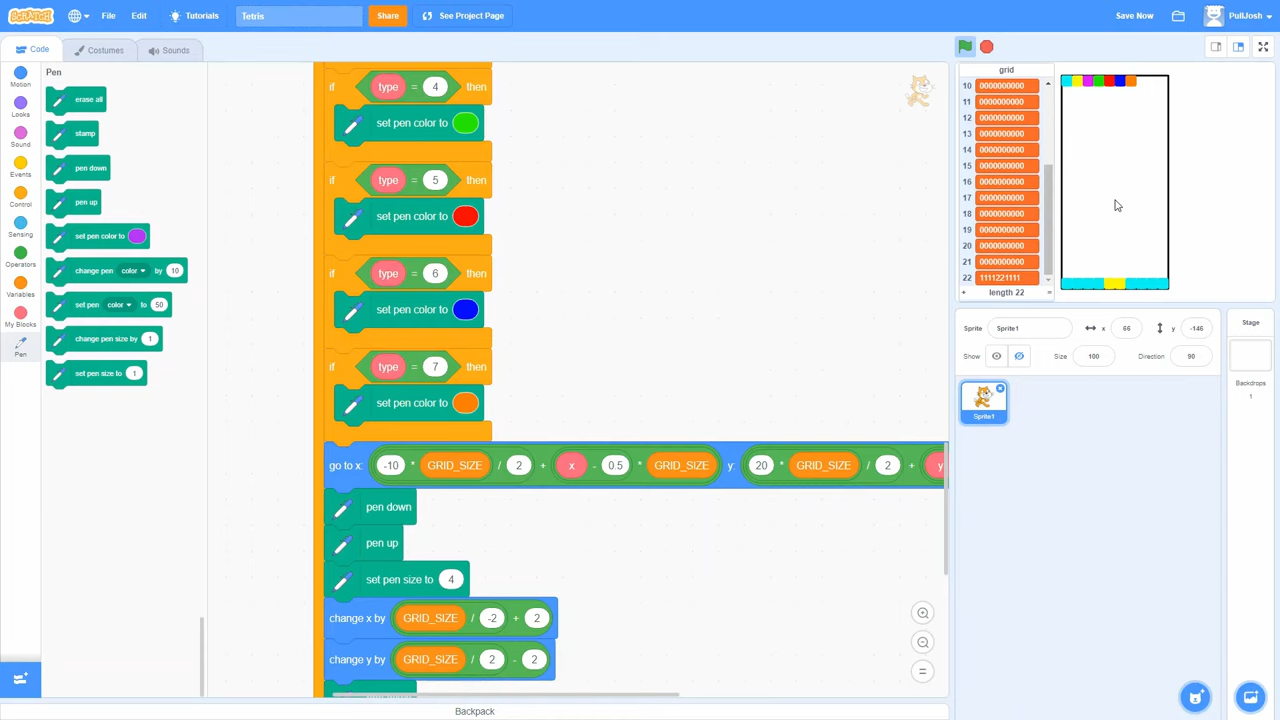 SCRATCH
File
Edit
Tutorials
Tetris
Share
See Project Page
Save Now
PullJosh
Code
Costumes
Sounds
Motion
Looks
Sound
Events
Control
Sensing
Operators
Variables
My Blocks
Pen
Pen
erase all
stamp
pen down
pen up
set pen color to
change pen color by 10
set pen color to 50
change pen size by 1
set pen size to 1
if type = 4 then
set pen color to
if type = 5 then
set pen color to
if type = 6 then
set pen color to
if type = 7 then
set pen color to
go to x: -10 * GRID_SIZE / 2 + x - 0.5 * GRID_SIZE y: 20 * GRID_SIZE / 2 + y
pen down
pen up
set pen size to 4
change x by GRID_SIZE / -2 + 2
change y by GRID_SIZE / 2 - 2
grid
10 0000000000
11 0000000000
12 0000000000
13 0000000000
14 0000000000
15 0000000000
16 0000000000
17 0000000000
18 0000000000
19 0000000000
20 0000000000
21 0000000000
22 1111221111
+ length 22 =
Sprite Sprite1 x 66 y -146
Show Size 100 Direction 90
Sprite1
Stage
Backdrops
1
Backpack